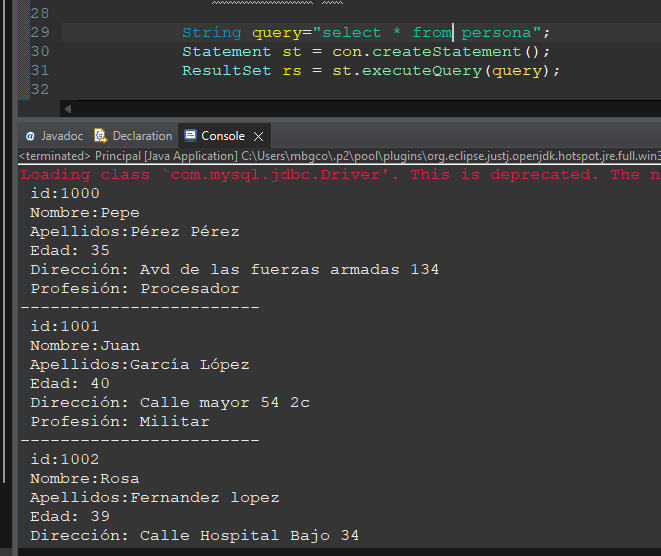 28
29 String query="select * from persona";
30 Statement st = con.createStatement();
31 ResultSet rs = st.executeQuery(query);
32
@ Javadoc Declaration Console
<terminated> Principal [Java Application] C:\Users\mbgco\.p2\pool\plugins\org.eclipse.justj.openjdk.hotspot.jre.full.win3
Loading class `com.mysql.jdbc.Driver'. This is deprecated. The n
id:1000
Nombre:Pepe
Apellidos:Pérez Pérez
Edad: 35
Dirección: Avd de las fuerzas armadas 134
Profesión: Procesador
------------------------
id:1001
Nombre:Juan
Apellidos:García López
Edad: 40
Dirección: Calle mayor 54 2c
Profesión: Militar
------------------------
id:1002
Nombre:Rosa
Apellidos:Fernandez lopez
Edad: 39
Dirección: Calle Hospital Bajo 34